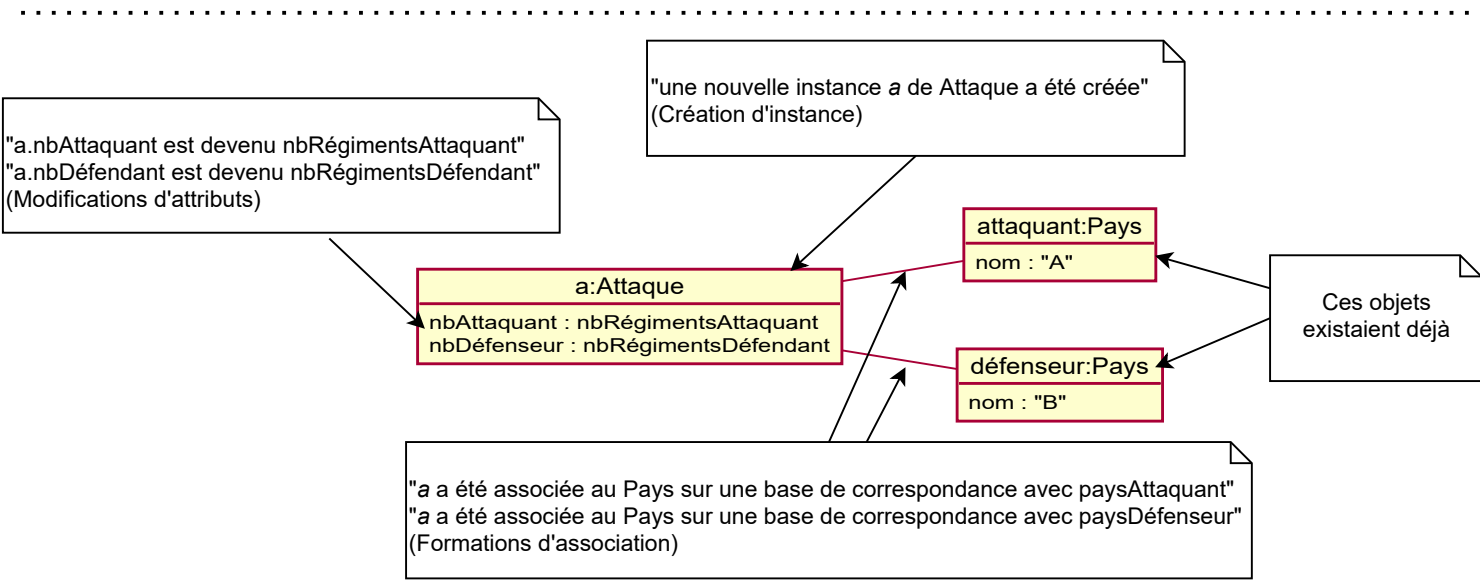 "une nouvelle instance a de Attaque a été créée"
(Création d'instance)
"a.nbAttaquant est devenu nbRégimentsAttaquant"
"a.nbDéfendant est devenu nbRégimentsDéfendant"
(Modifications d'attributs)
attaquant:Pays
nom : "A"
a:Attaque
nbAttaquant : nbRégimentsAttaquant
nbDéfenseur : nbRégimentsDéfendant
Ces objets
existaient déjà
défenseur:Pays
nom : "B"
"a a été associée au Pays sur une base de correspondance avec paysAttaquant"
"a a été associée au Pays sur une base de correspondance avec paysDéfenseur"
(Formations d'association)